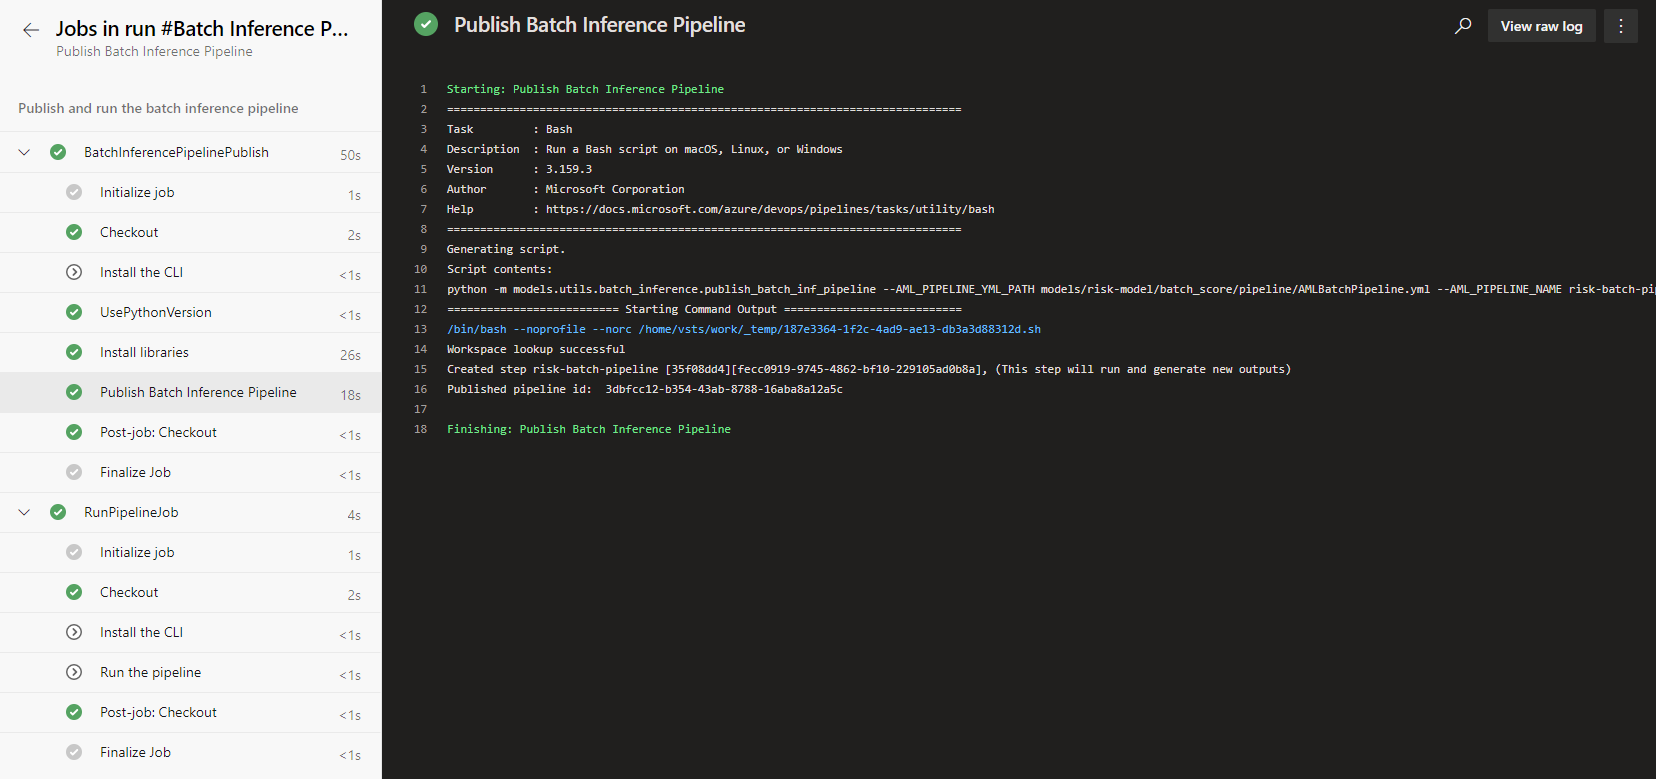 Jobs in run #Batch Inference P...
Publish Batch Inference Pipeline
Publish and run the batch inference pipeline
BatchInferencePipelinePublish 50s
Initialize job 1s
Checkout 2s
Install the CLI <1s
UsePythonVersion <1s
Install libraries 26s
Publish Batch Inference Pipeline 18s
Post-job: Checkout <1s
Finalize Job <1s
RunPipelineJob 4s
Initialize job 1s
Checkout 2s
Install the CLI <1s
Run the pipeline <1s
Post-job: Checkout <1s
Finalize Job <1s
Publish Batch Inference Pipeline
View raw log
1 Starting: Publish Batch Inference Pipeline
2 ==============================================================================
3 Task : Bash
4 Description : Run a Bash script on macOS, Linux, or Windows
5 Version : 3.159.3
6 Author : Microsoft Corporation
7 Help : https://docs.microsoft.com/azure/devops/pipelines/tasks/utility/bash
8 ==============================================================================
9 Generating script.
10 Script contents:
11 python -m models.utils.batch_inference.publish_batch_inf_pipeline --AML_PIPELINE_YML_PATH models/risk-model/batch_score/pipeline/AMLBatchPipeline.yml --AML_PIPELINE_NAME risk-batch-pi
12 ========================== Starting Command Output ===========================
13 /bin/bash --noprofile --norc /home/vsts/work/_temp/187e3364-1f2c-4ad9-ae13-db3a3d88312d.sh
14 Workspace lookup successful
15 Created step risk-batch-pipeline [35f08dd4][fecc0919-9745-4862-bf10-229105ad0b8a], (This step will run and generate new outputs)
16 Published pipeline id: 3dbfcc12-b354-43ab-8788-16aba8a12a5c
17
18 Finishing: Publish Batch Inference Pipeline